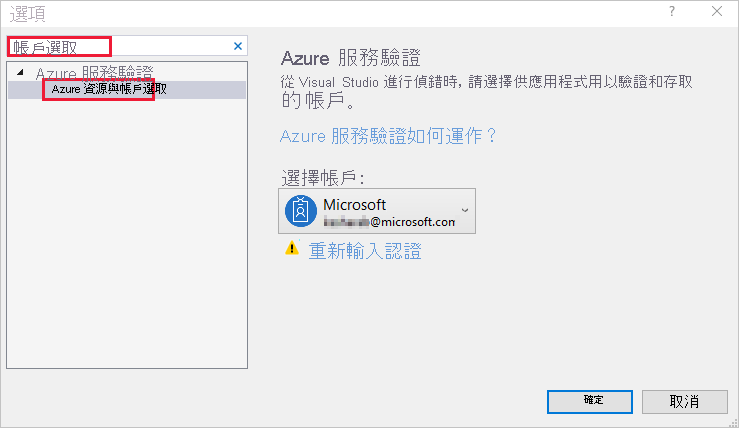 選項
帳戶選取
Azure 服務驗證
Azure 資源與帳戶選取
Azure 服務驗證
從 Visual Studio 進行偵錯時, 請選擇供應用程式用以驗證和存取
的帳戶。
Azure 服務驗證如何運作？
選擇帳戶:
Microsoft
@microsoft.com
重新輸入認證
確定
取消